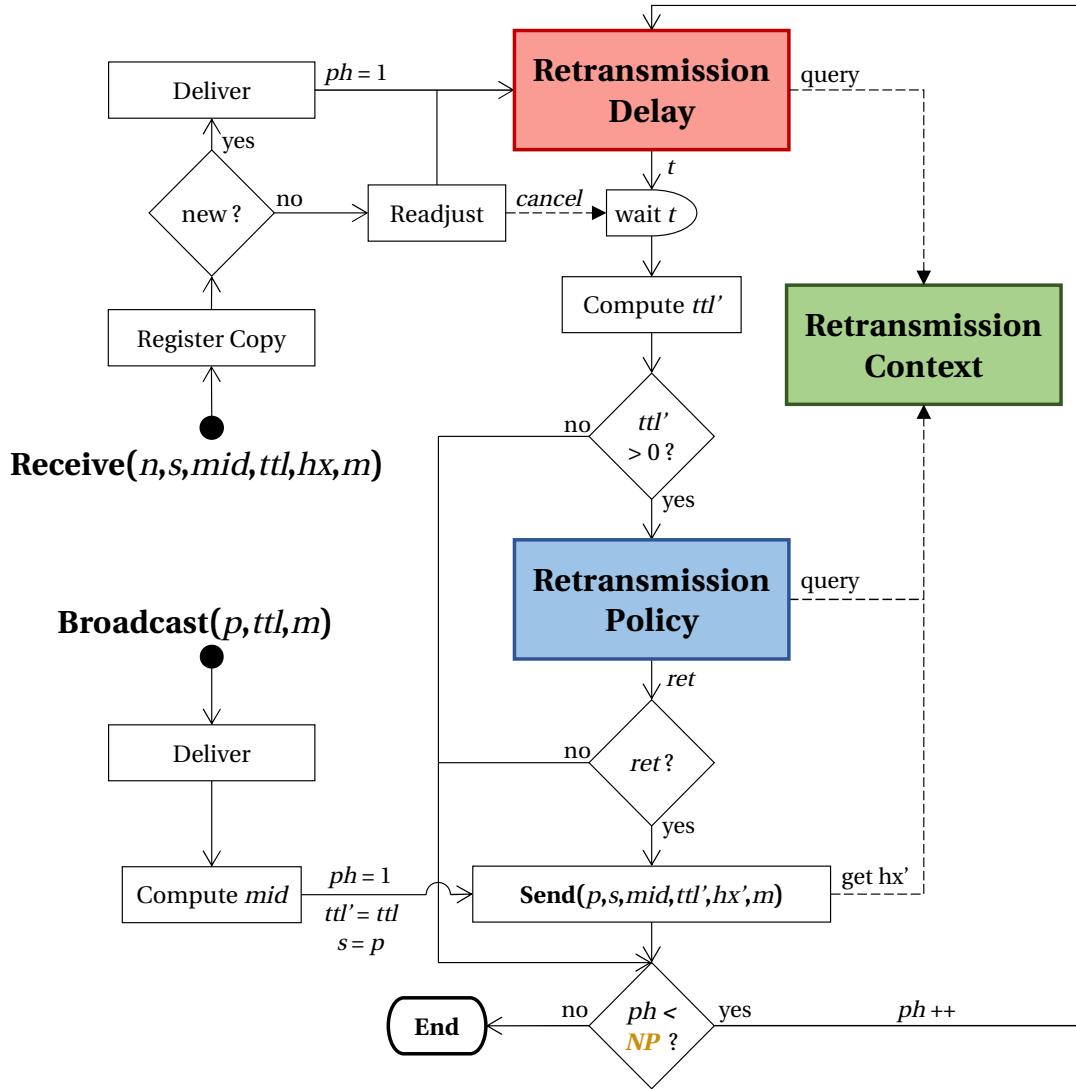 Deliver
ph = 1
Retransmission
Delay
query
yes
t
new ?
no
Readjust
cancel
wait t
Compute ttl’
Register Copy
Retransmission
Context
no
ttl’
> 0 ?
Receive(n,s,mid,ttl,hx,m)
yes
Retransmission
Policy
query
Broadcast(p,ttl,m)
ret
Deliver
no
ret ?
yes
Compute mid
ph = 1
ttl’ = ttl
s = p
Send(p,s,mid,ttl’,hx’,m)
get hx’
End
no
ph <
NP ?
yes
ph ++